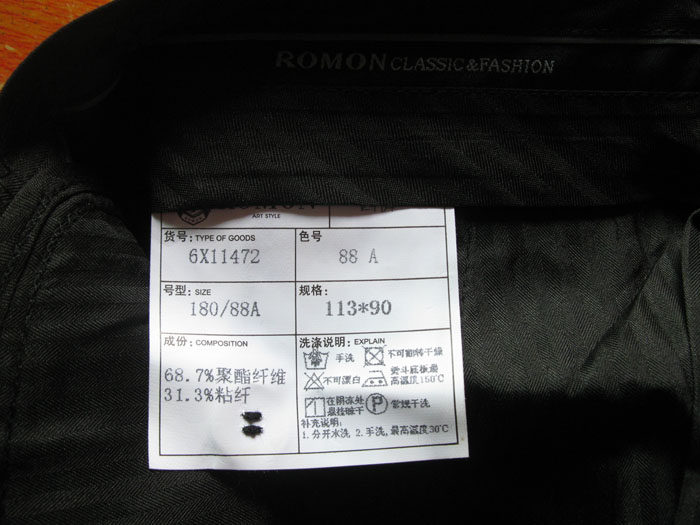 ROMON CLASSIC&FASHION
ROMON
ART STYLE
货号: TYPE OF GOODS
6X11472
色号
88 A
号型: SIZE
180/88A
规格:
113*90
成份: COMPOSITION
68.7%聚酯纤维
31.3%粘纤
洗涤说明: EXPLAIN
手洗
不可翻转干燥
不可漂白
熨斗底板最
高温度150℃
在阴凉处
悬挂晾干
P
常规干洗
补充说明:
1.分开水洗 2.手洗,最高温度30℃